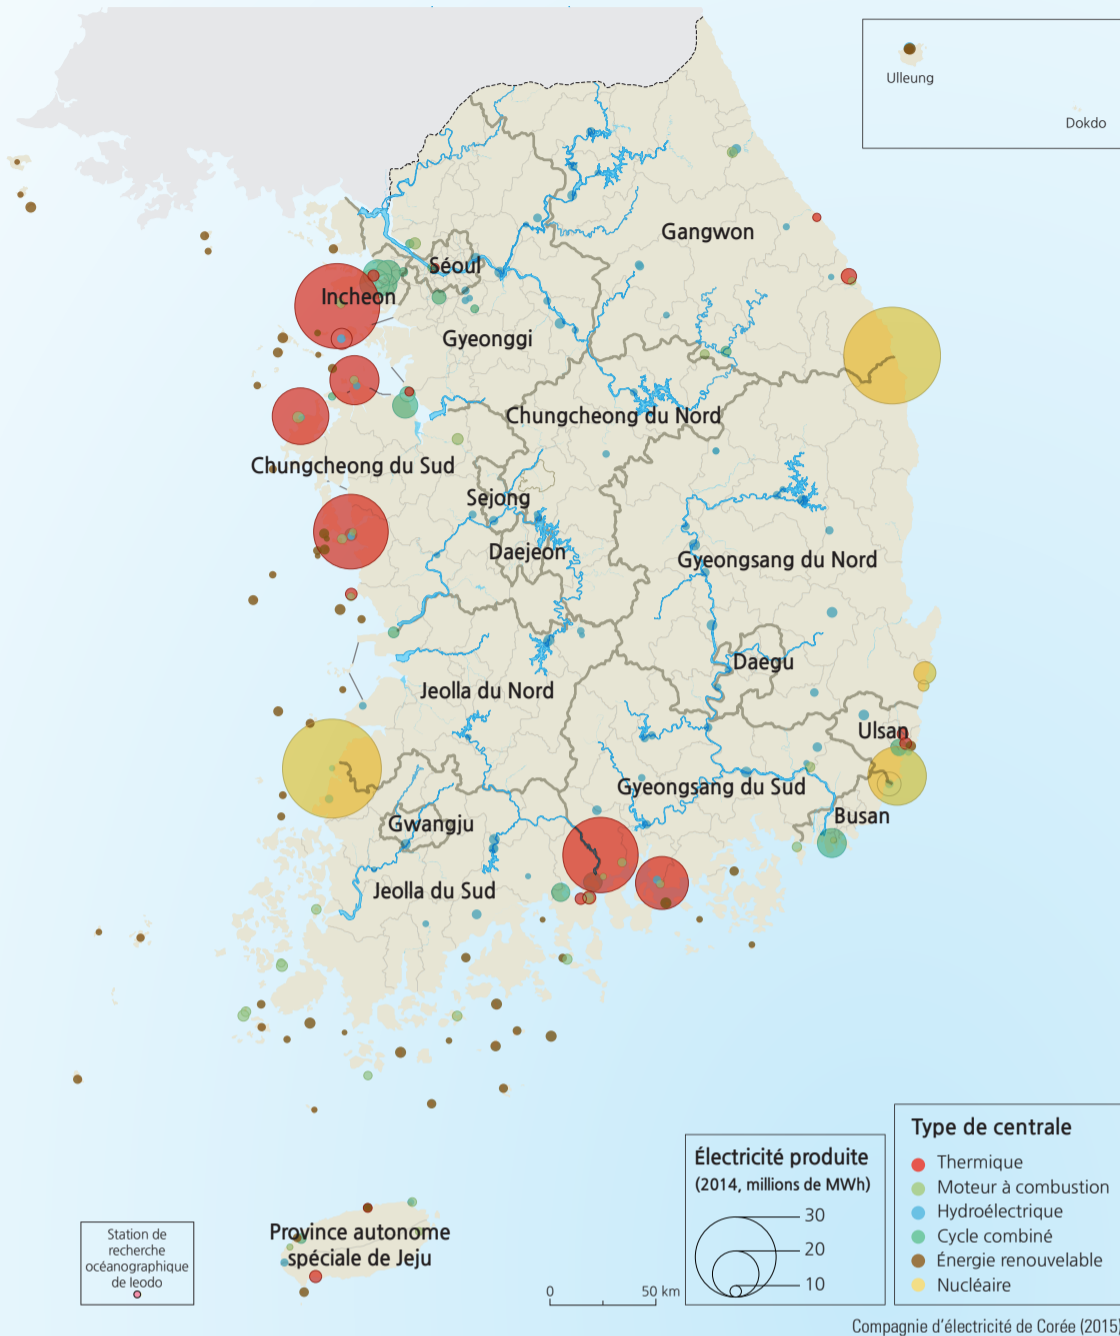 Ulleung
Dokdo
Gangwon
Séoul
Incheon
Gyeonggi
Chungcheong du Nord
Chungcheong du Sud
Sejong
Daejeon
Gyeongsang du Nord
Daegu
Jeolla du Nord
Ulsan
Gyeongsang du Sud
Busan
Gwangju
Jeolla du Sud
Province autonome
spéciale de Jeju
Station de
recherche
océanographique
de Ieodo
0
50 km
Électricité produite
(2014, millions de MWh)
30
20
10
Type de centrale
Thermique
Moteur à combustion
Hydroélectrique
Cycle combiné
Énergie renouvelable
Nucléaire
Compagnie d'électricité de Corée (2015)